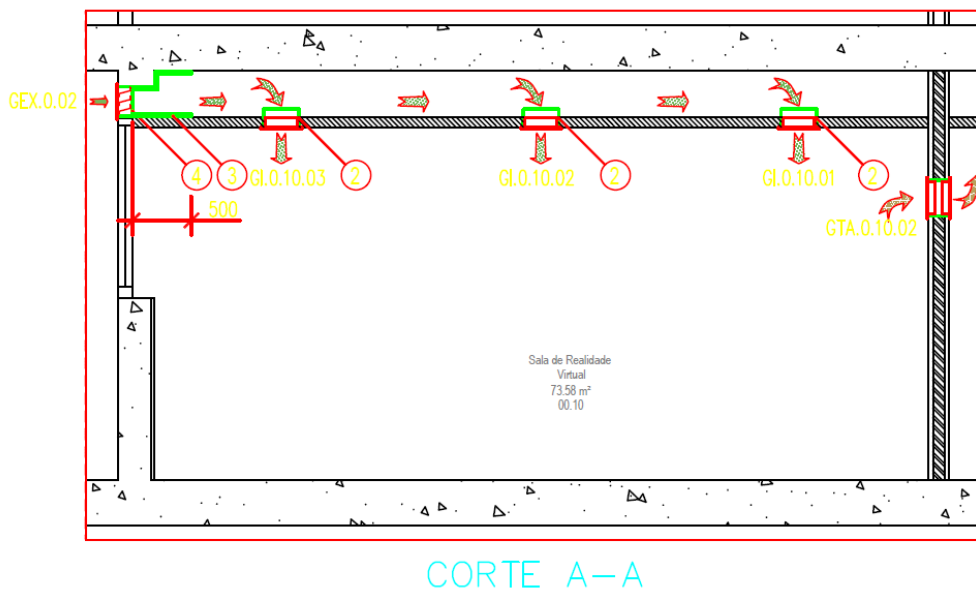 GEX.0.02
4
3
GI.0.10.03
2
GI.0.10.02
2
GI.0.10.01
2
500
GTA.0.10.02
Sala de Realidade
Virtual
73.58 m²
00.10
CORTE A-A